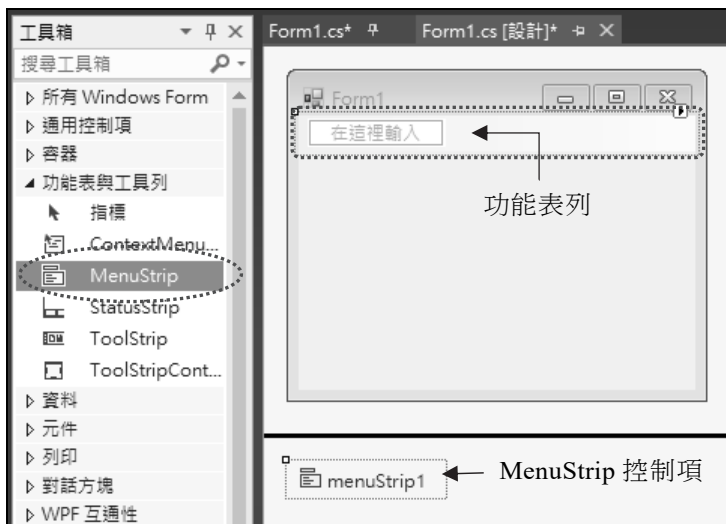 工具箱
搜尋工具箱
所有 Windows Form
通用控制項
容器
功能表與工具列
指標
ContextMenu...
MenuStrip
StatusStrip
ToolStrip
ToolStripCont...
資料
元件
列印
對話方塊
WPF 互通性
Form1.cs* Form1.cs [設計]*
Form1
在這裡輸入
功能表列
menuStrip1
MenuStrip 控制項